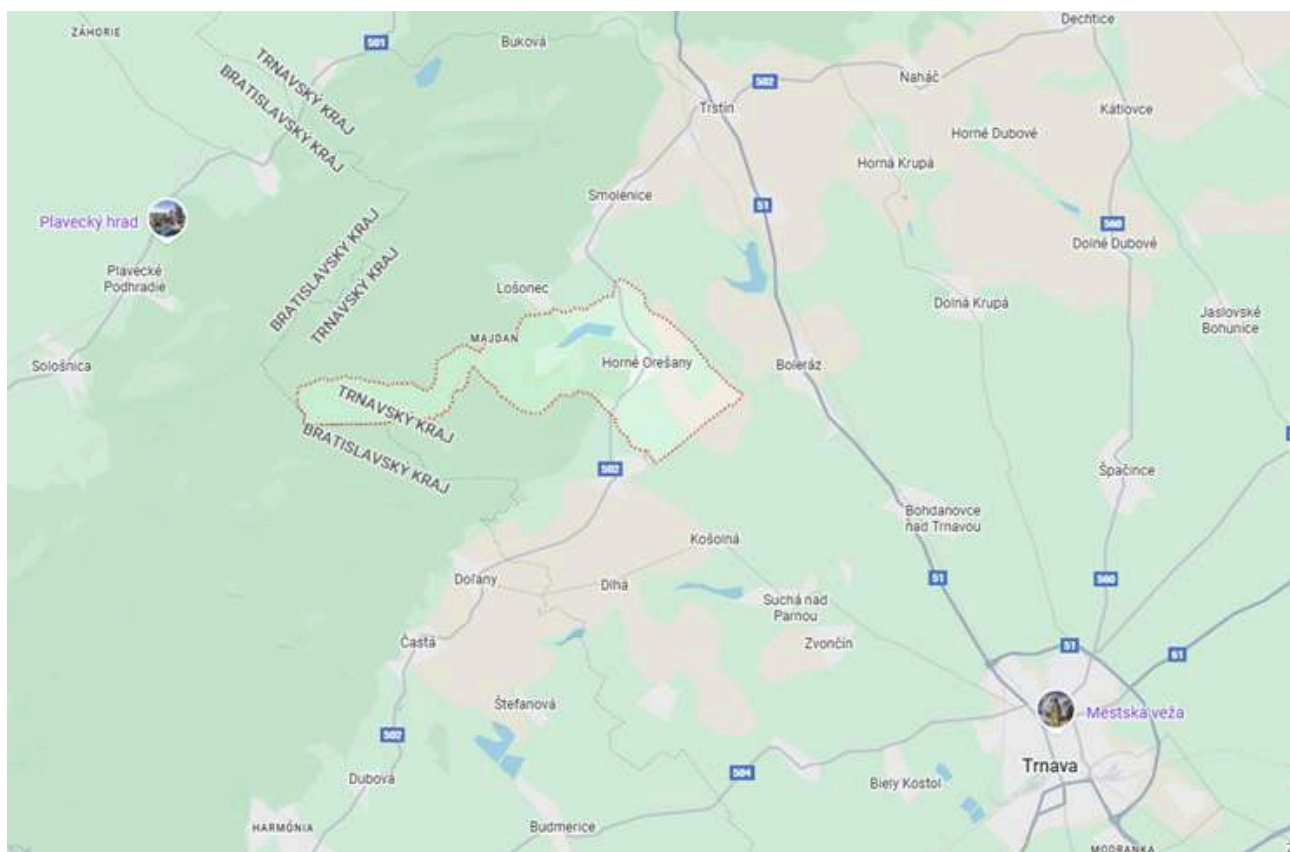 ZÁHORIE
501
Buková
Dechtice
TRNAVSKÝ KRAJ
BRATISLAVSKÝ KRAJ
502
Naháč
Trstín
Kátlovce
Horné Dubové
Horná Krupá
Smolenice
51
Plavecký hrad
560
Dolné Dubové
BRATISLAVSKÝ KRAJ
TRNAVSKÝ KRAJ
Plavecké
Podhradie
Lošonec
Dolná Krupá
Jaslovské
Bohunice
MAJDAN
Horné Orešany
Boleráz
Sološnica
TRNAVSKÝ KRAJ
BRATISLAVSKÝ KRAJ
502
Špačince
Bohdanovce
nad Trnavou
Košolná
Doľany
Dlhá
51
560
Suchá nad
Parnou
Častá
Zvončín
51
51
Štefanová
Mestská veža
502
504
Trnava
Dubová
Biely Kostol
HARMÓNIA
Budmerice
MODRANKA